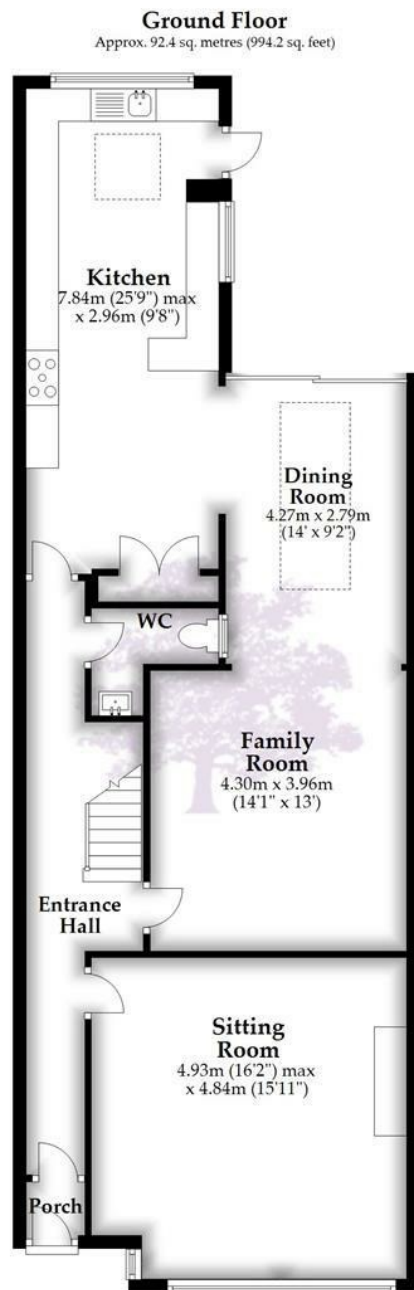 Ground Floor
Approx. 92.4 sq. metres (994.2 sq. feet)
Kitchen
7.84m (25'9") max
x 2.96m (9'8")
Dining
Room
4.27m x 2.79m
(14' x 9'2")
WC
Family
Room
4.30m x 3.96m
(14'1" x 13')
Entrance
Hall
Sitting
Room
4.93m (16'2") max
x 4.84m (15'11")
Porch